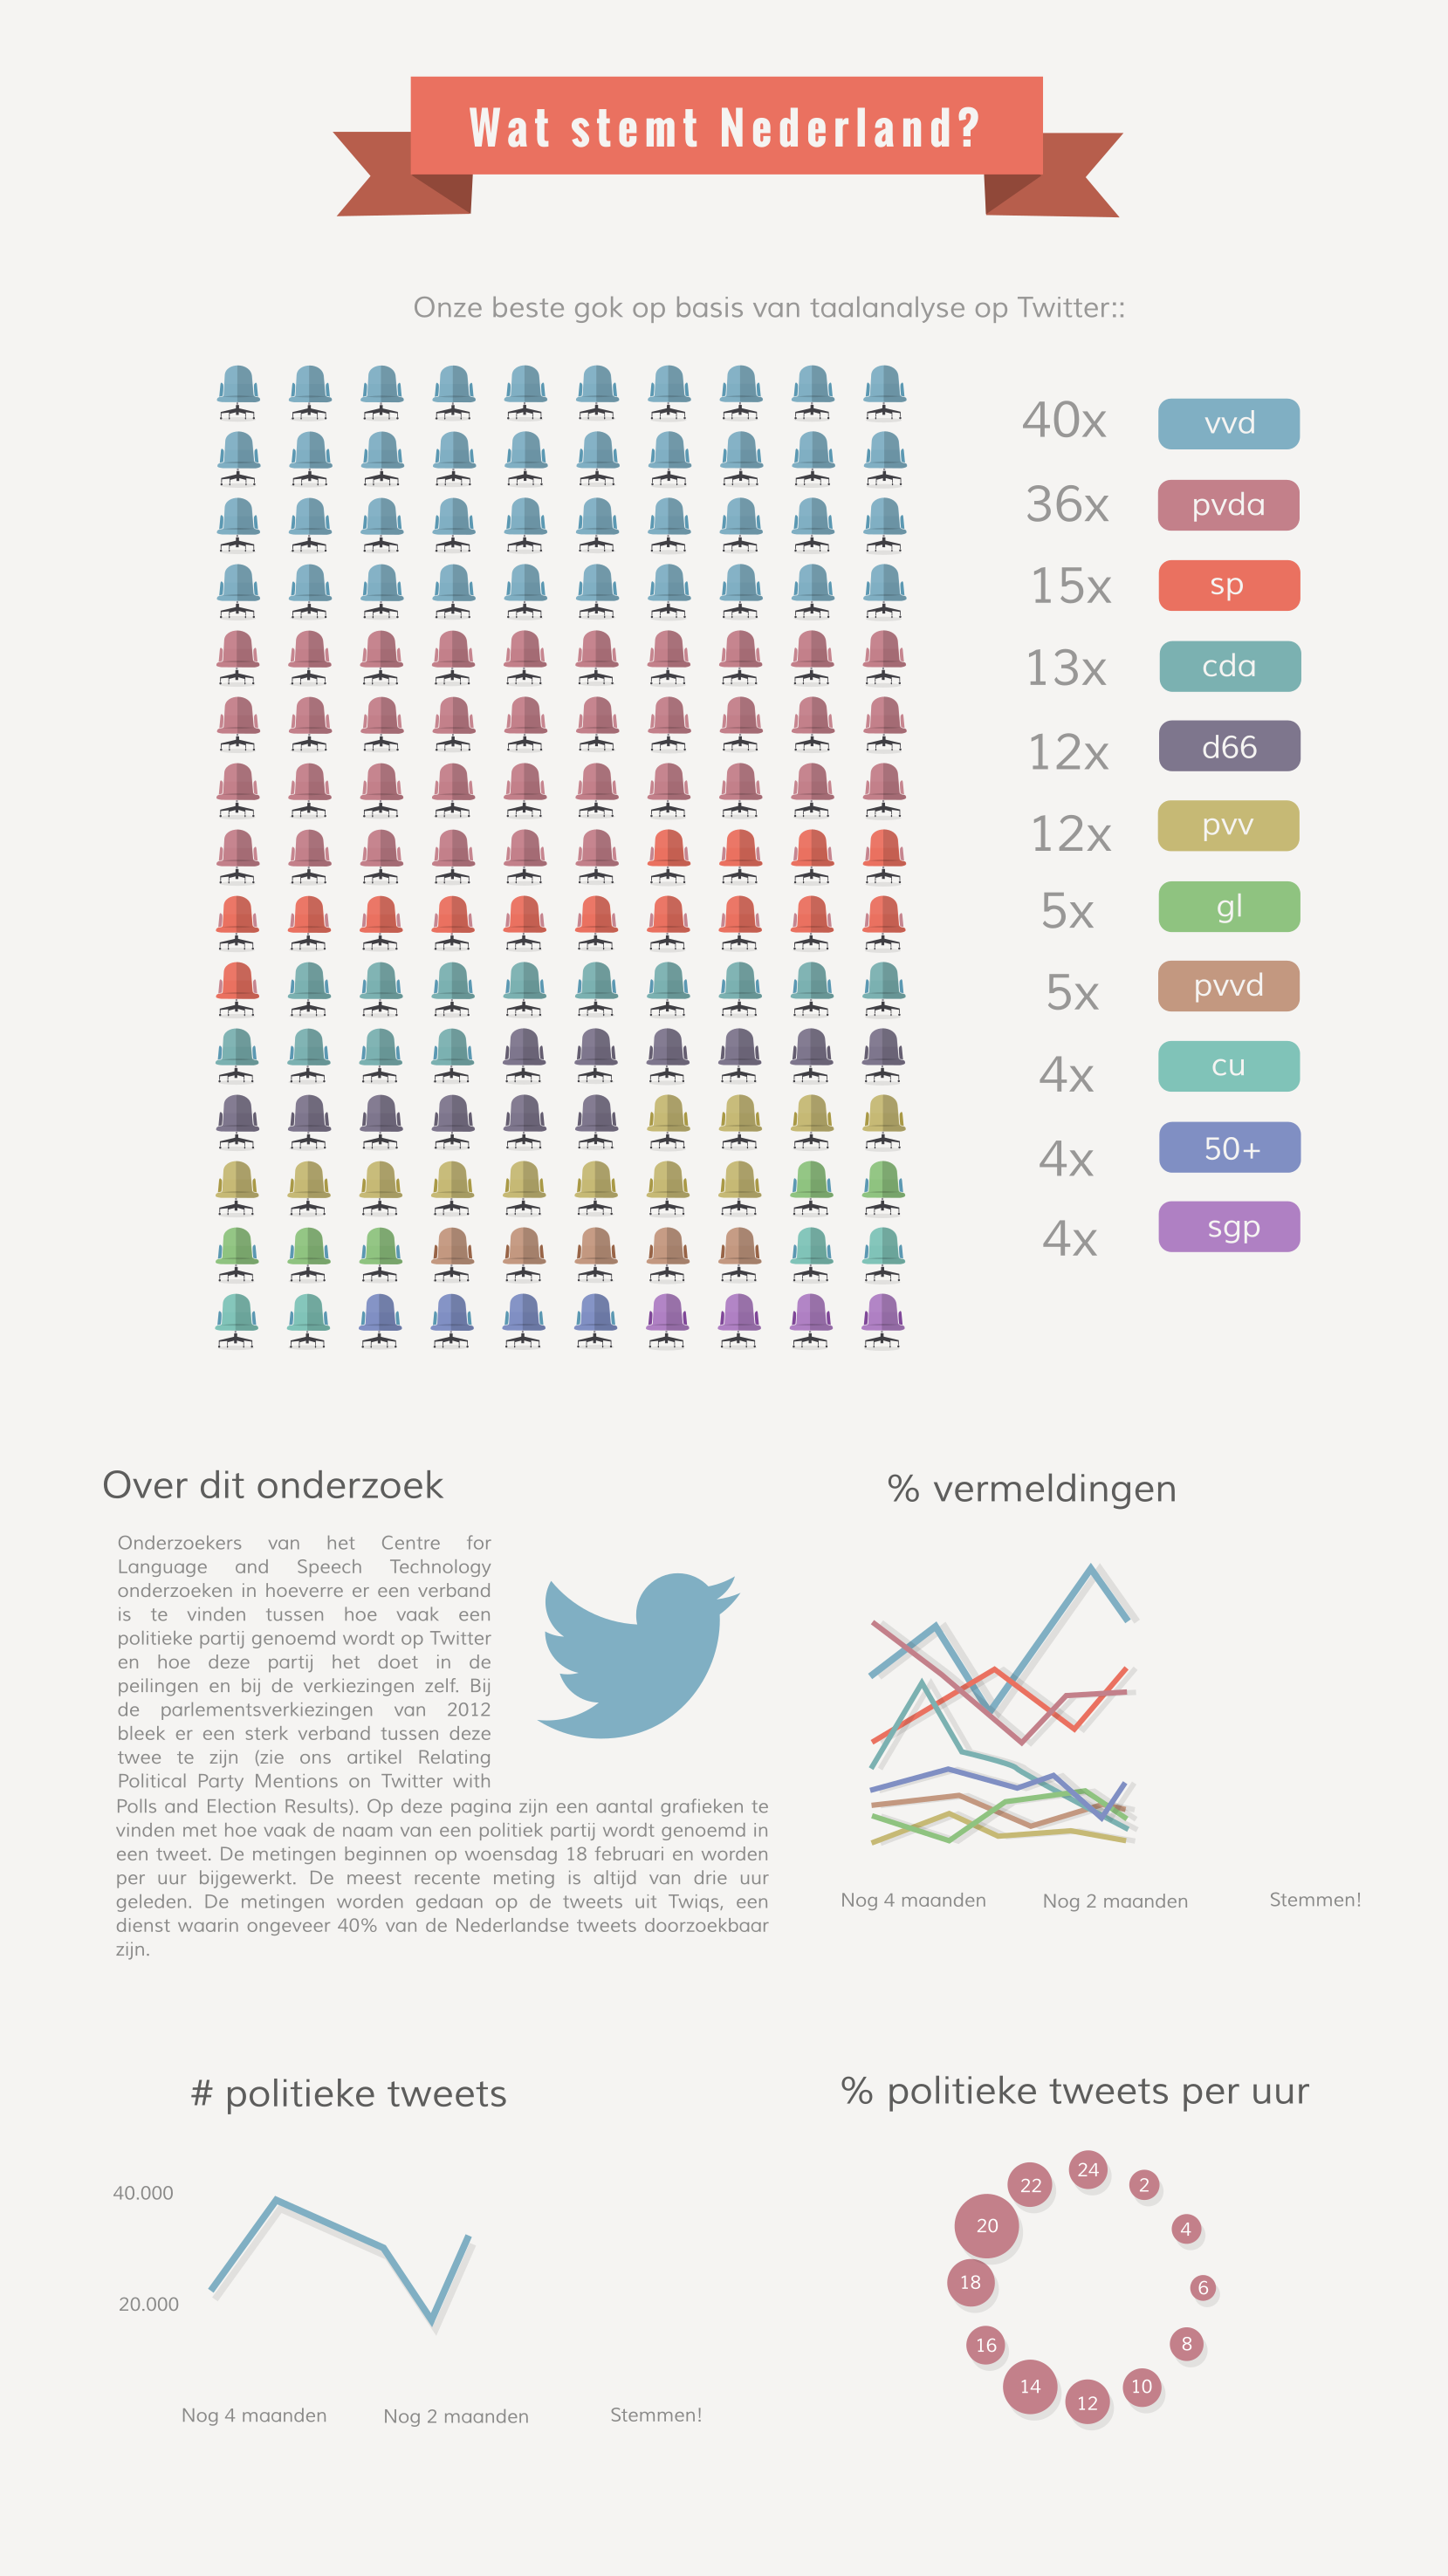 Wat stemt Nederland?
Onze beste gok op basis van taalanalyse op Twitter::
40x vvd
36x pvda
15x sp
13x cda
12x d66
12x pvv
5x gl
5x pvvd
4x cu
4x 50+
4x sgp
Over dit onderzoek
Onderzoekers van het Centre for
Language and Speech Technology
onderzoeken in hoeverre er een verband
is te vinden tussen hoe vaak een
politieke partij genoemd wordt op Twitter
en hoe deze partij het doet in de
peilingen en bij de verkiezingen zelf. Bij
de parlementsverkiezingen van 2012
bleek er een sterk verband tussen deze
twee te zijn (zie ons artikel Relating
Political Party Mentions on Twitter with
Polls and Election Results). Op deze pagina zijn een aantal grafieken te
vinden met hoe vaak de naam van een politiek partij wordt genoemd in
een tweet. De metingen beginnen op woensdag 18 februari en worden
per uur bijgewerkt. De meest recente meting is altijd van drie uur
geleden. De metingen worden gedaan op de tweets uit Twiqs, een
dienst waarin ongeveer 40% van de Nederlandse tweets doorzoekbaar
zijn.
% vermeldingen
Nog 4 maanden
Nog 2 maanden
Stemmen!
# politieke tweets
40.000
20.000
Nog 4 maanden
Nog 2 maanden
Stemmen!
% politieke tweets per uur
24
2
4
6
8
10
12
14
16
18
20
22